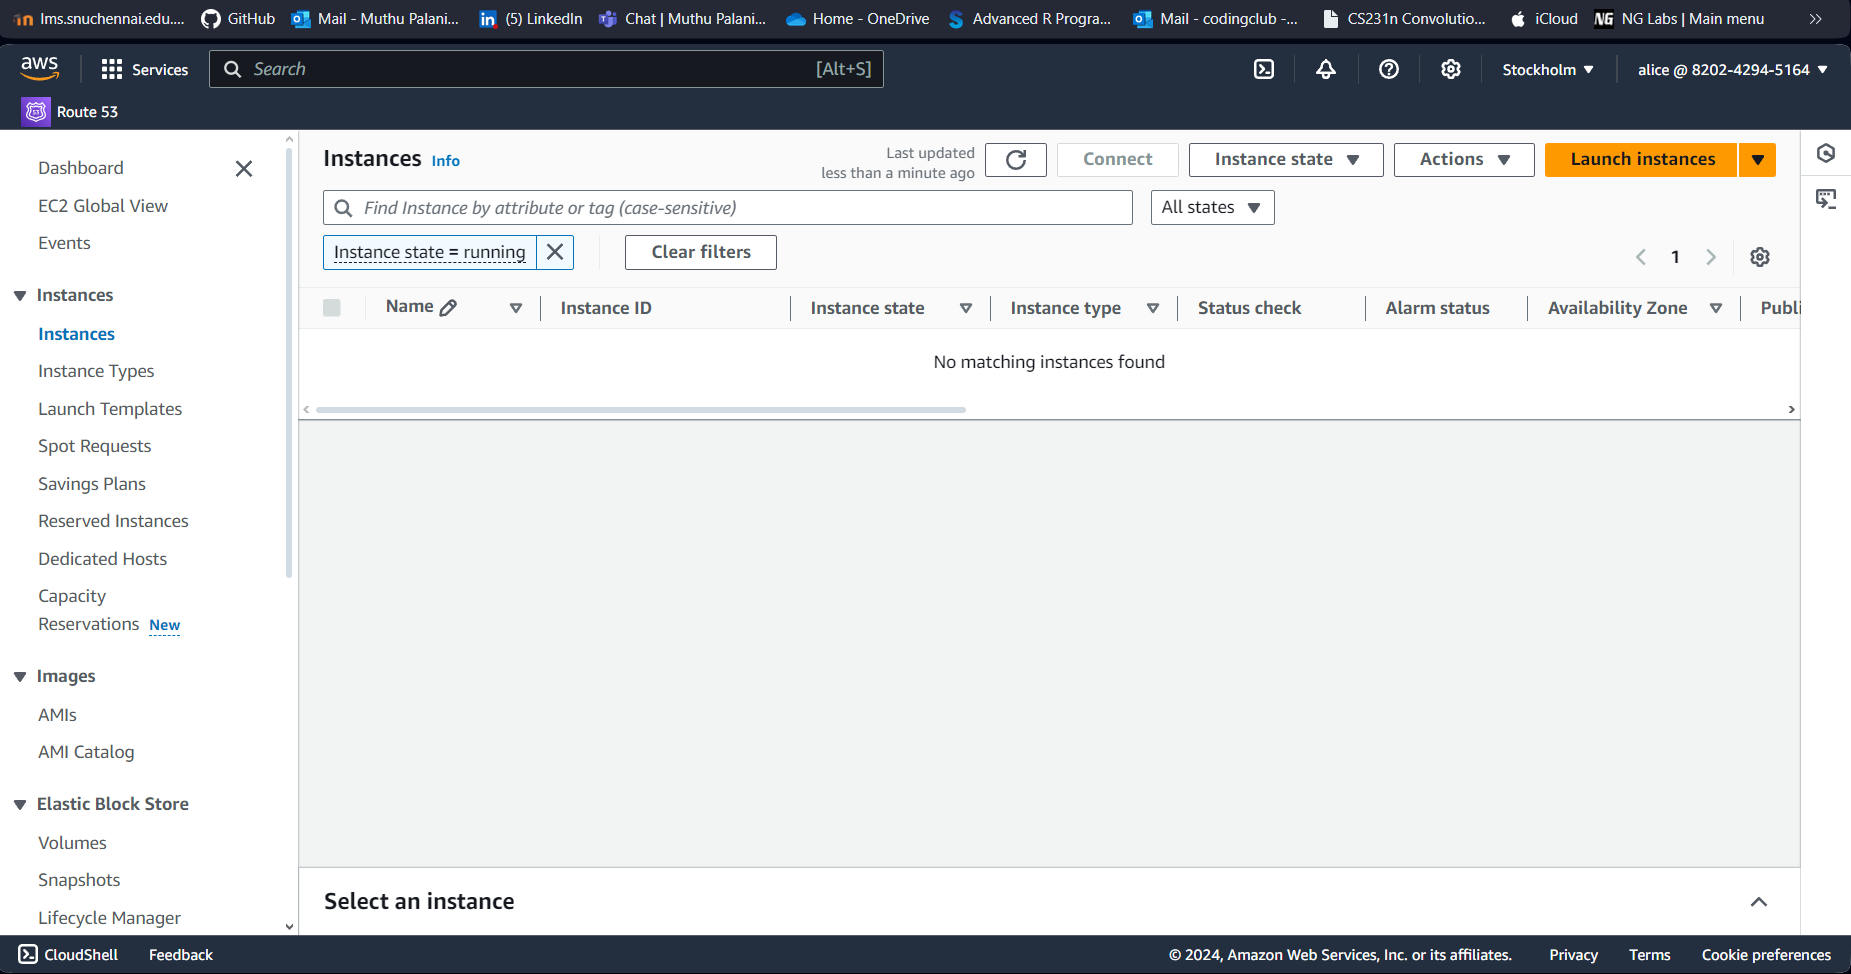 lms.snuchennai.edu.... GitHub Mail - Muthu Palani... (5) LinkedIn Chat | Muthu Palani... Home - OneDrive Advanced R Progra... Mail - codingclub -... CS231n Convolutio... iCloud NG NG Labs | Main menu
aws Services Search [Alt+S] Stockholm alice @ 8202-4294-5164
Route 53
Dashboard
EC2 Global View
Events
Instances
Instances
Instance Types
Launch Templates
Spot Requests
Savings Plans
Reserved Instances
Dedicated Hosts
Capacity
Reservations New
Images
AMIs
AMI Catalog
Elastic Block Store
Volumes
Snapshots
Lifecycle Manager
Instances Info
Last updated
less than a minute ago
Connect Instance state Actions Launch instances
Find Instance by attribute or tag (case-sensitive) All states
Instance state = running Clear filters 1
Name Instance ID Instance state Instance type Status check Alarm status Availability Zone Publi
No matching instances found
Select an instance
CloudShell Feedback © 2024, Amazon Web Services, Inc. or its affiliates. Privacy Terms Cookie preferences